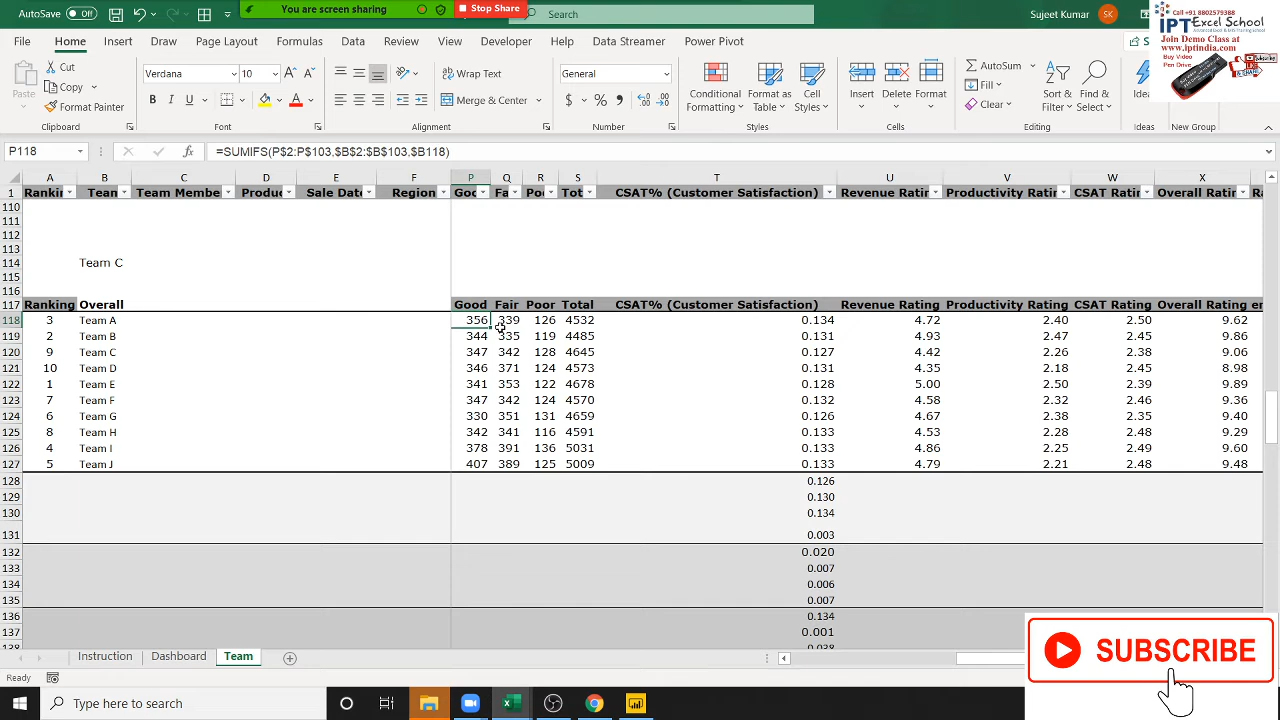 AutoSave Off
You are screen sharing
Stop Share
Search
Sujeet Kumar
SK
Call +91 8802579388
iPT Excel School
Advanced Excel & MIS Training School
Join Demo Class at
www.iptindia.com
Buy Video
Pen Drive
File Home Insert Draw Page Layout Formulas Data Review View Developer Help Data Streamer Power Pivot
Paste
Cut
Copy
Format Painter
Clipboard
Verdana 10
B I U
Font
Wrap Text
Merge & Center
Alignment
General
Number
Conditional Formatting
Format as Table
Cell Styles
Styles
Insert Delete Format
Cells
AutoSum
Fill
Clear
Sort & Filter
Find & Select
Editing
New Group
P118 =SUMIFS(P$2:P$103,$B$2:$B$103,$B118)
A B C D E F P Q R S T U V W X
1 Rankin Team Team Membe Produc Sale Date Region Goo Fai Poo Tot CSAT% (Customer Satisfaction) Revenue Ratin Productivity Rating CSAT Rating Overall Ratin
110
111
112
113
114 Team C
115
116
117 Ranking Overall Good Fair Poor Total CSAT% (Customer Satisfaction) Revenue Rating Productivity Rating CSAT Rating Overall Rating
118 3 Team A 356 339 126 4532 0.134 4.72 2.40 2.50 9.62
119 2 Team B 344 335 119 4485 0.131 4.93 2.47 2.45 9.86
120 9 Team C 347 342 128 4645 0.127 4.42 2.26 2.38 9.06
121 10 Team D 346 371 124 4573 0.131 4.35 2.18 2.45 8.98
122 1 Team E 341 353 122 4678 0.128 5.00 2.50 2.39 9.89
123 7 Team F 347 342 124 4570 0.132 4.58 2.32 2.46 9.36
124 6 Team G 330 351 131 4659 0.126 4.67 2.38 2.35 9.40
125 8 Team H 342 341 116 4591 0.133 4.53 2.28 2.48 9.29
126 4 Team I 378 391 136 5031 0.133 4.86 2.25 2.49 9.60
127 5 Team J 407 389 125 5009 0.133 4.79 2.21 2.48 9.48
128 0.126
129 0.130
130 0.134
131 0.003
132 0.020
133 0.007
134 0.006
135 0.007
136 0.134
137 0.001
Instruction Dashboard Team
Ready
SUBSCRIBE
Type here to search